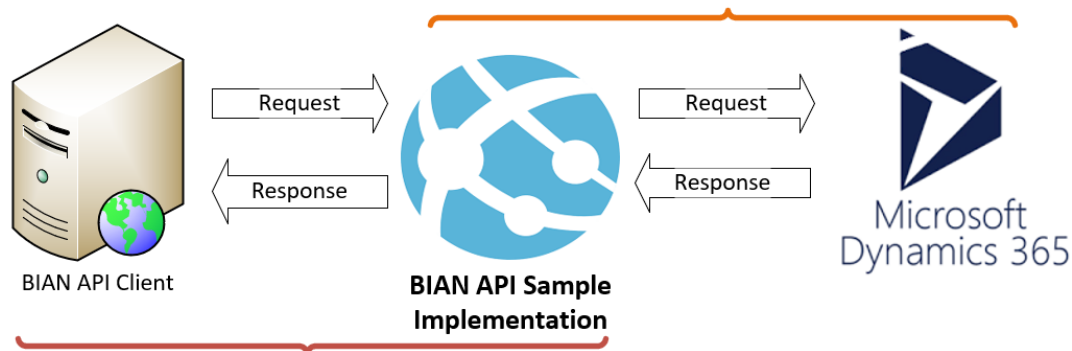 Request
Request
Response
Response
BIAN API Client
BIAN API Sample
Implementation
Microsoft
Dynamics 365